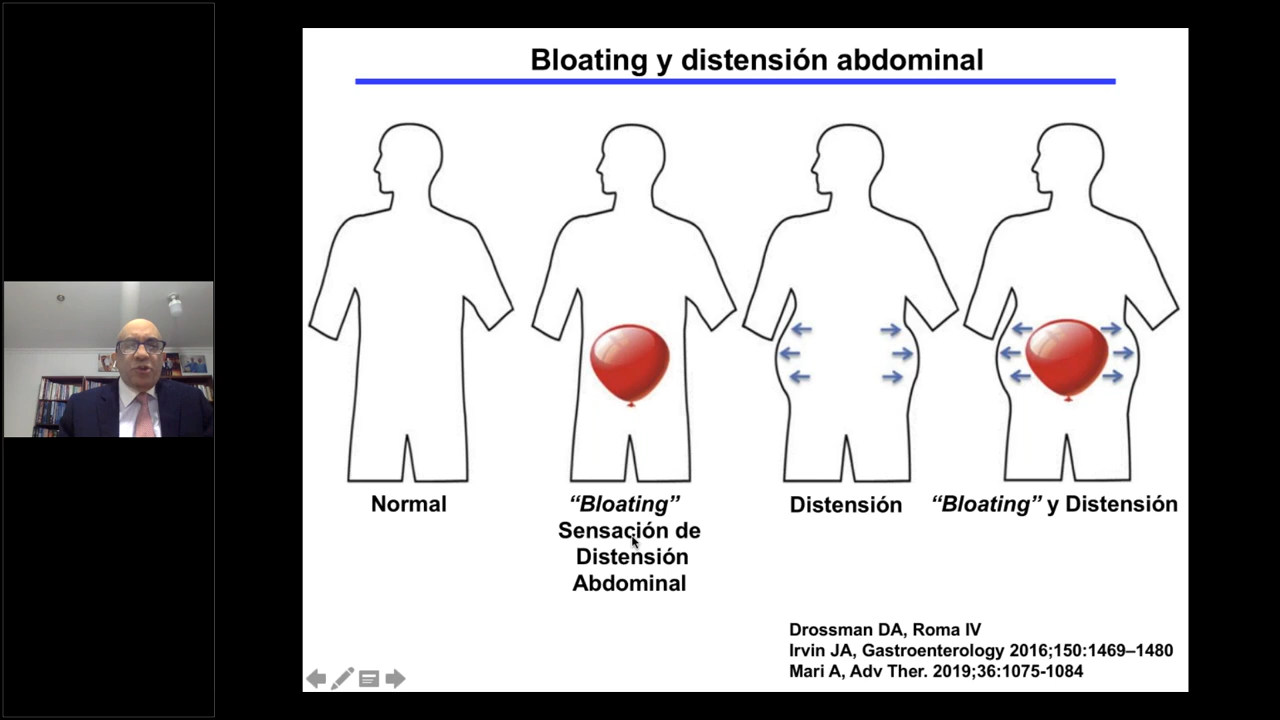 Bloating y distensión abdominal
Normal
“Bloating”
Sensación de
Distensión
Abdominal
Distensión
“Bloating” y Distensión
Drossman DA, Roma IV
Irvin JA, Gastroenterology 2016;150:1469–1480
Mari A, Adv Ther. 2019;36:1075-1084